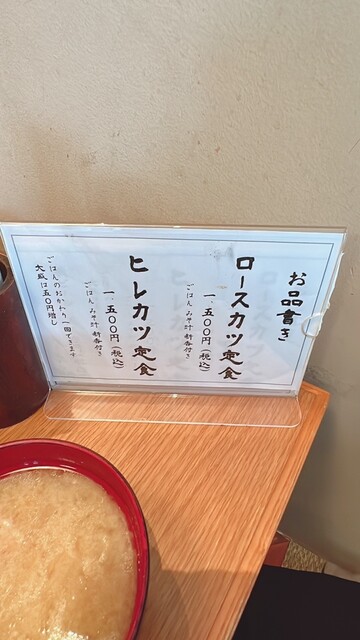 お品書き
ロースカツ定食
一、五〇〇円(税込)
ごはん みそ汁 新香付き
ヒレカツ定食
一、五〇〇円(税込)
ごはん みそ汁 新香付き
ごはんのおかわり一回できます
大盛は五〇円増し